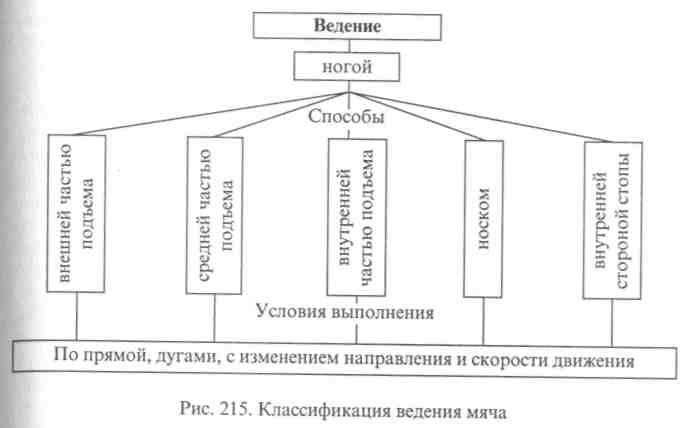 Ведение
ногой
Способы
внешней частью
подъема
средней частью
подъема
внутренней
частью подъема
носком
внутренней
стороной стопы
Условия выполнения
По прямой, дугами, с изменением направления и скорости движения
Рис. 215. Классификация ведения мяча